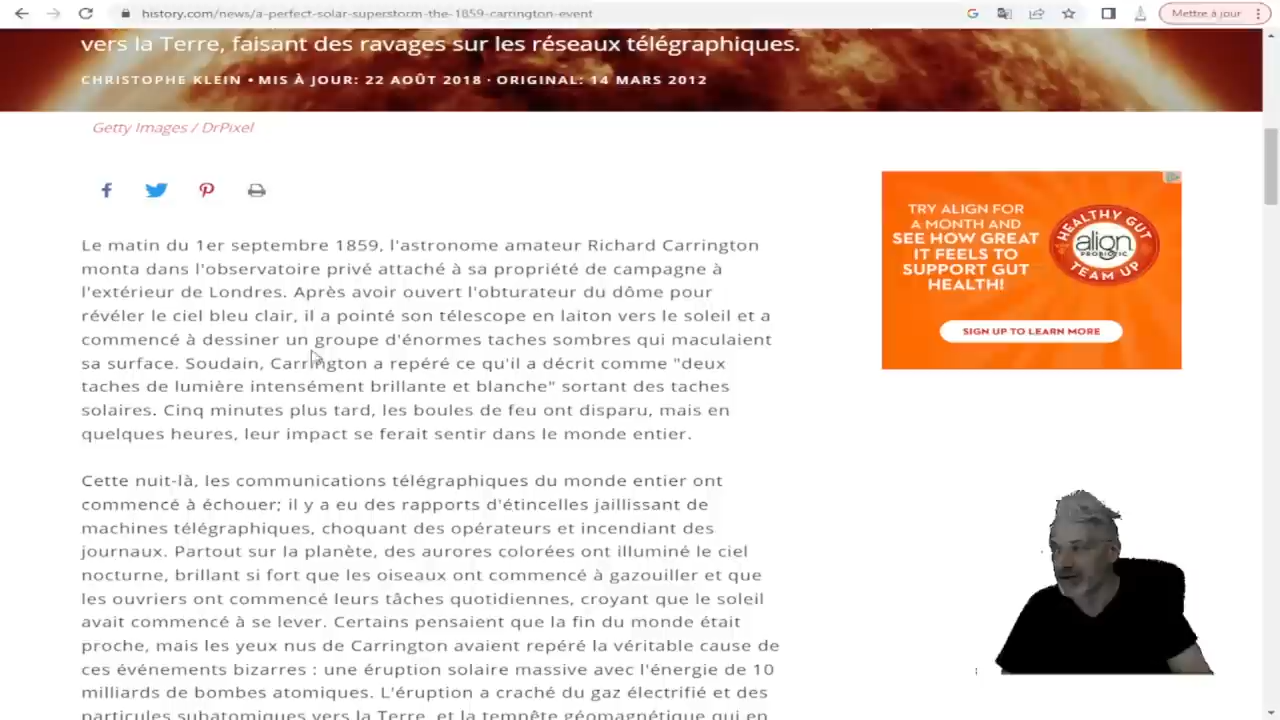 history.com/news/a-perfect-solar-superstorm-the-1859-carrington-event
Mettre à jour
vers la Terre, faisant des ravages sur les réseaux télégraphiques.
CHRISTOPHE KLEIN • MIS À JOUR: 22 AOÛT 2018 · ORIGINAL: 14 MARS 2012
Getty Images / DrPixel
Le matin du 1er septembre 1859, l'astronome amateur Richard Carrington
monta dans l'observatoire privé attaché à sa propriété de campagne à
l'extérieur de Londres. Après avoir ouvert l'obturateur du dôme pour
révéler le ciel bleu clair, il a pointé son télescope en laiton vers le soleil et a
commencé à dessiner un groupe d'énormes taches sombres qui maculaient
sa surface. Soudain, Carrington a repéré ce qu'il a décrit comme "deux
taches de lumière intensément brillante et blanche" sortant des taches
solaires. Cinq minutes plus tard, les boules de feu ont disparu, mais en
quelques heures, leur impact se ferait sentir dans le monde entier.
Cette nuit-là, les communications télégraphiques du monde entier ont
commencé à échouer; il y a eu des rapports d'étincelles jaillissant de
machines télégraphiques, choquant des opérateurs et incendiant des
journaux. Partout sur la planète, des aurores colorées ont illuminé le ciel
nocturne, brillant si fort que les oiseaux ont commencé à gazouiller et que
les ouvriers ont commencé leurs tâches quotidiennes, croyant que le soleil
avait commencé à se lever. Certains pensaient que la fin du monde était
proche, mais les yeux nus de Carrington avaient repéré la véritable cause de
ces événements bizarres : une éruption solaire massive avec l'énergie de 10
milliards de bombes atomiques. L'éruption a craché du gaz électrifié et des
particules subatomiques vers la Terre, et la tempête géomagnétique qui en
TRY ALIGN FOR
A MONTH AND
SEE HOW GREAT
IT FEELS TO
SUPPORT GUT
HEALTH!
HEALTHY GUT
align
PROBIOTIC
TEAM UP
SIGN UP TO LEARN MORE